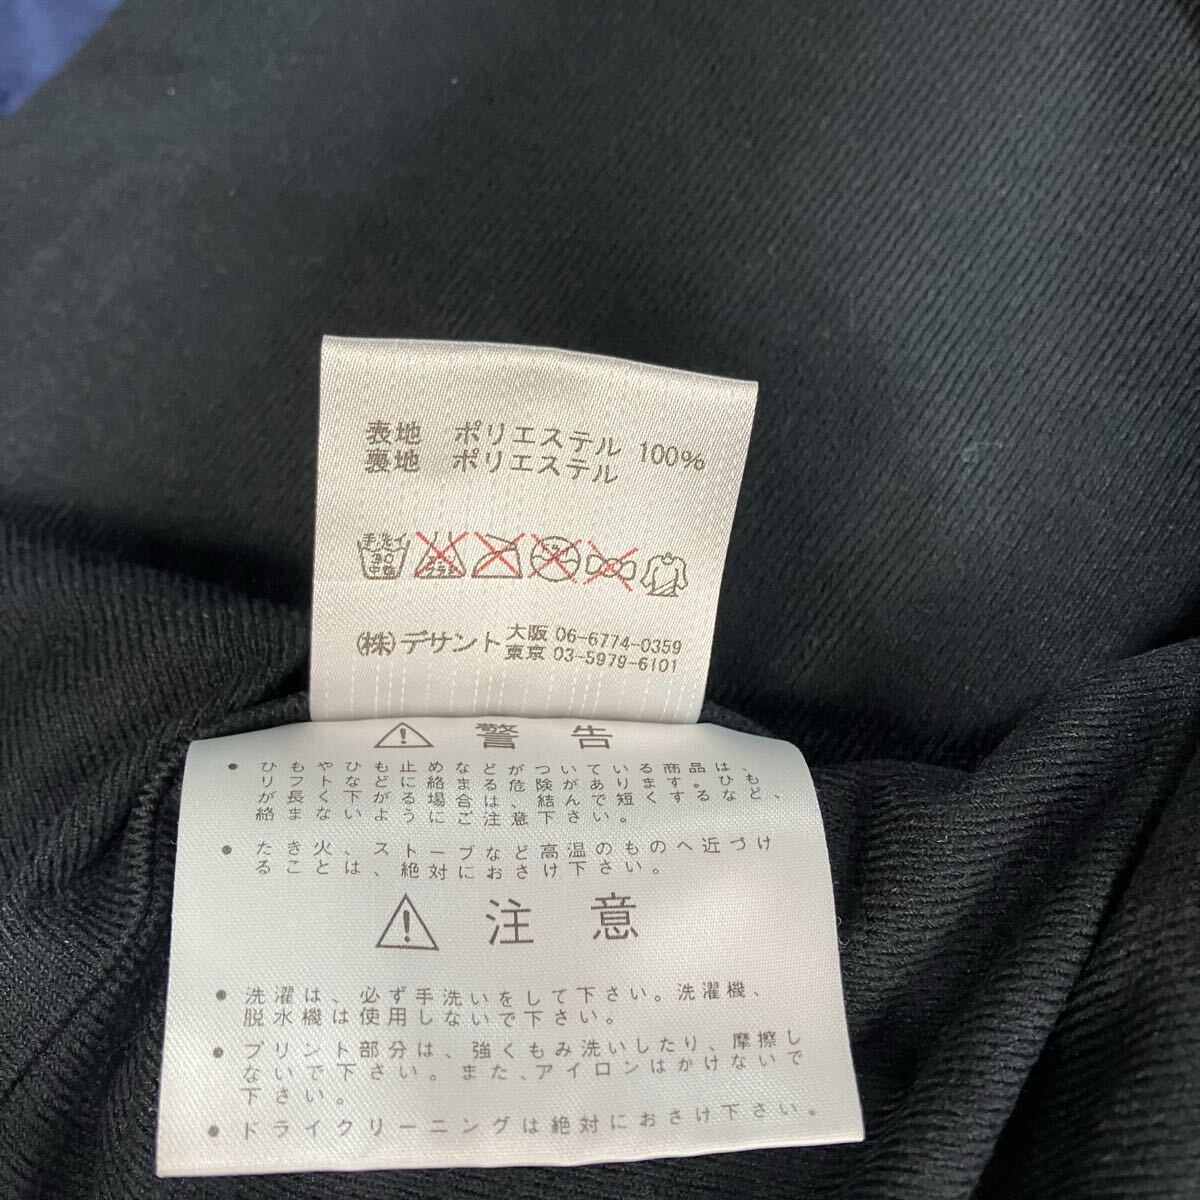 表地 ポリエステル 100%
裏地 ポリエステル
手洗イ
30
中性
(株)デサント 大阪 06-6774-0359
東京 03-5979-6101
警告
• ひもやひも止めなどがついている商品は、
リフトなどに絡まる危険があります。ひも
が長く下がる場合は、結んで短くするなど、
絡まないようにご注意下さい。
• たき火、ストーブなど高温のものへ近づけ
ることは、絶対におさけ下さい。
注意
• 洗濯は、必ず手洗いをして下さい。洗濯機、
脱水機は使用しないで下さい。
• プリント部分は、強くもみ洗いしたり、摩擦し
ないで下さい。また、アイロンはかけないで
下さい。
• ドライクリーニングは絶対におさけ下さい。